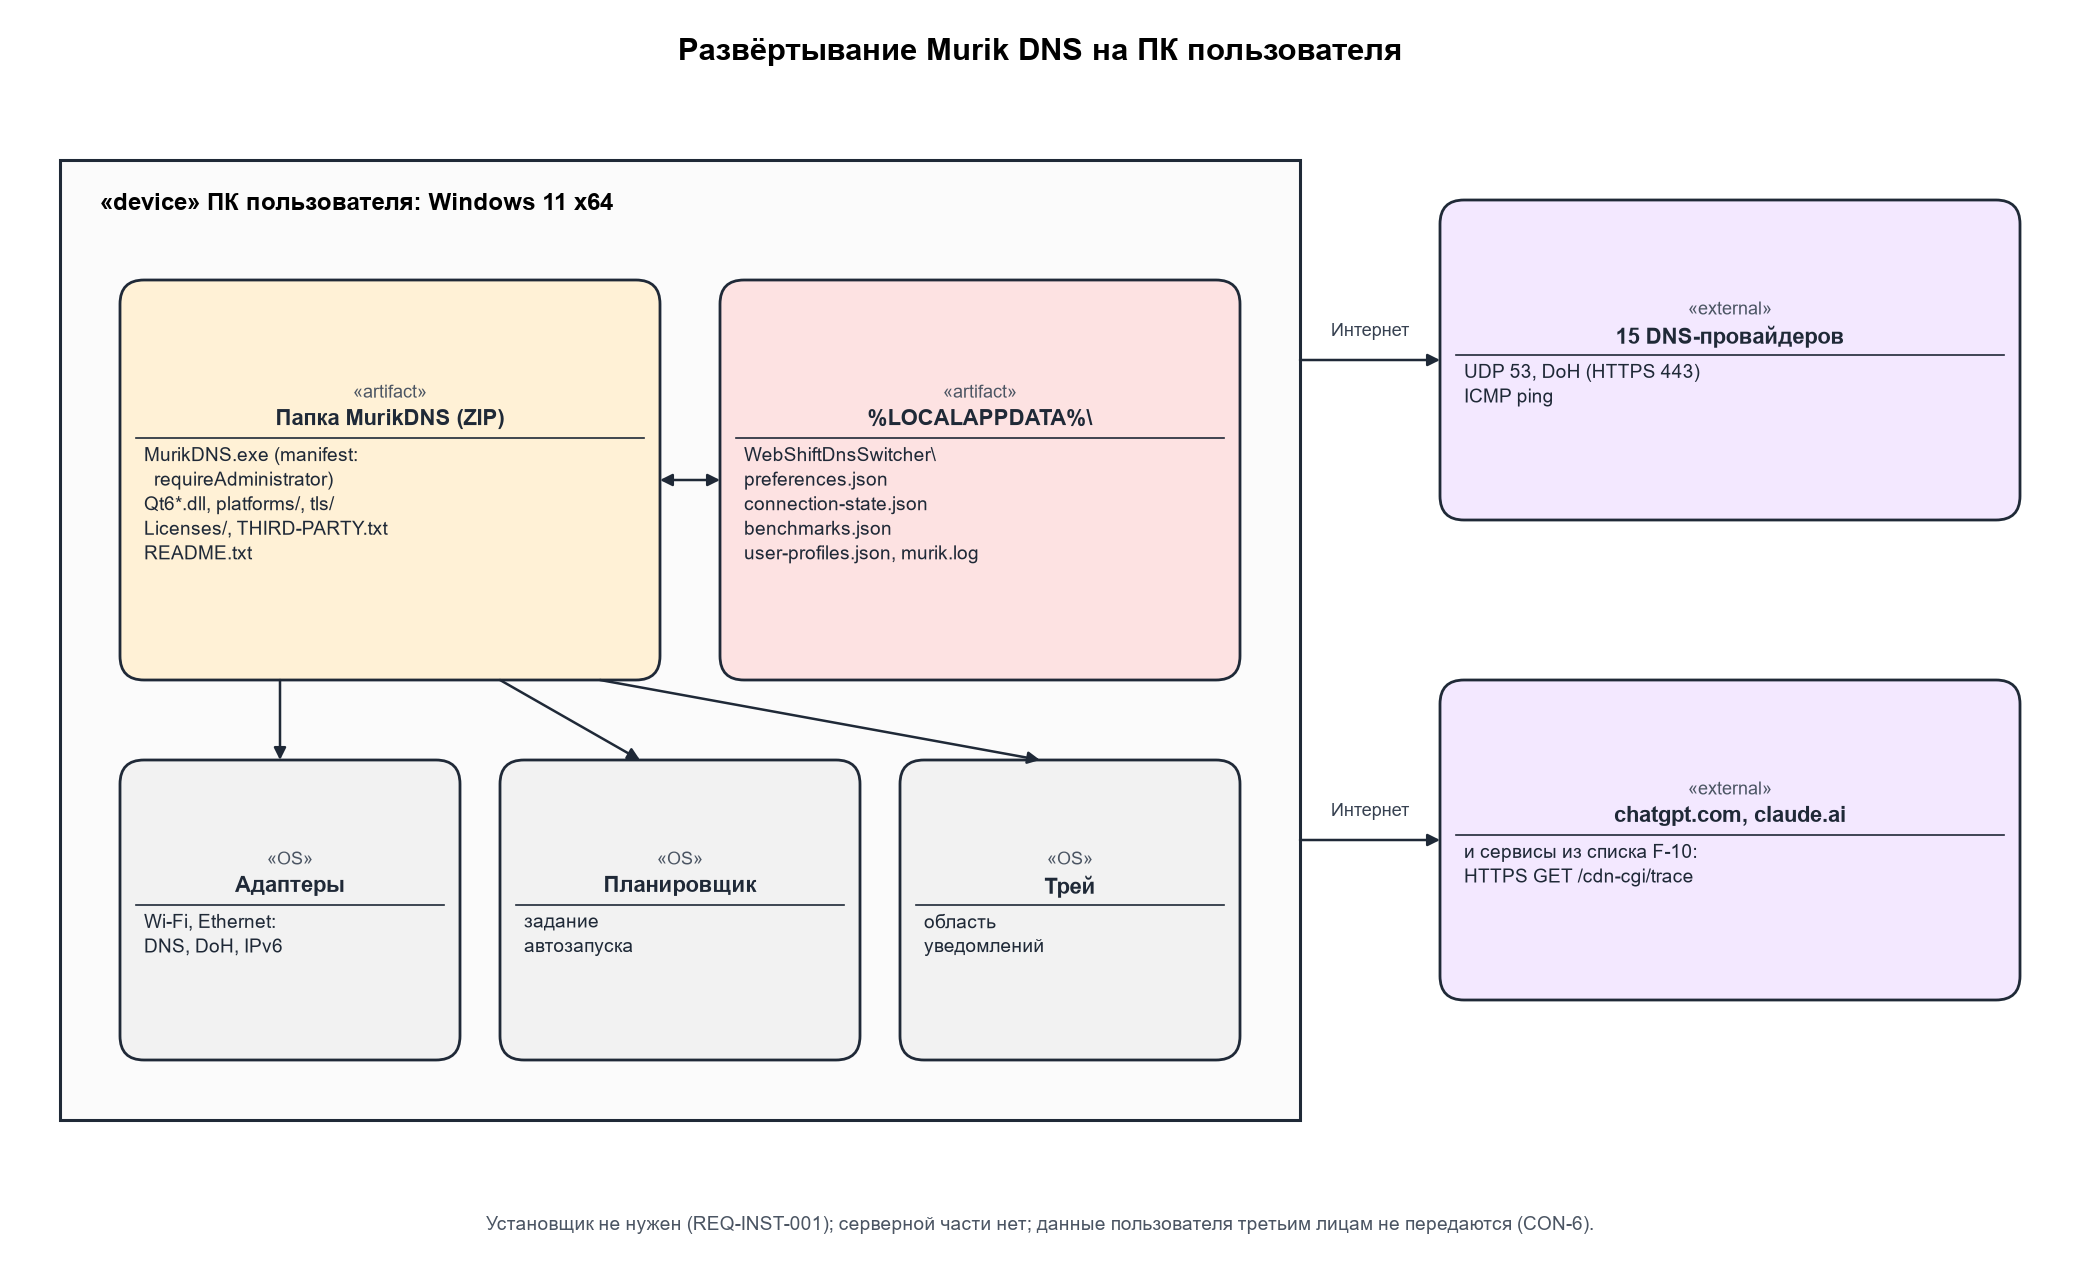 Развёртывание Murik DNS на ПК пользователя
«device» ПК пользователя: Windows 11 x64
«artifact»
Папка MurikDNS (ZIP)
MurikDNS.exe (manifest:
requireAdministrator)
Qt6*.dll, platforms/, tls/
Licenses/, THIRD-PARTY.txt
README.txt
«artifact»
%LOCALAPPDATA%\
WebShiftDnsSwitcher\
preferences.json
connection-state.json
benchmarks.json
user-profiles.json, murik.log
Интернет
«external»
15 DNS-провайдеров
UDP 53, DoH (HTTPS 443)
ICMP ping
«OS»
Адаптеры
Wi-Fi, Ethernet:
DNS, DoH, IPv6
«OS»
Планировщик
задание
автозапуска
«OS»
Трей
область
уведомлений
Интернет
«external»
chatgpt.com, claude.ai
и сервисы из списка F-10:
HTTPS GET /cdn-cgi/trace
Установщик не нужен (REQ-INST-001); серверной части нет; данные пользователя третьим лицам не передаются (CON-6).